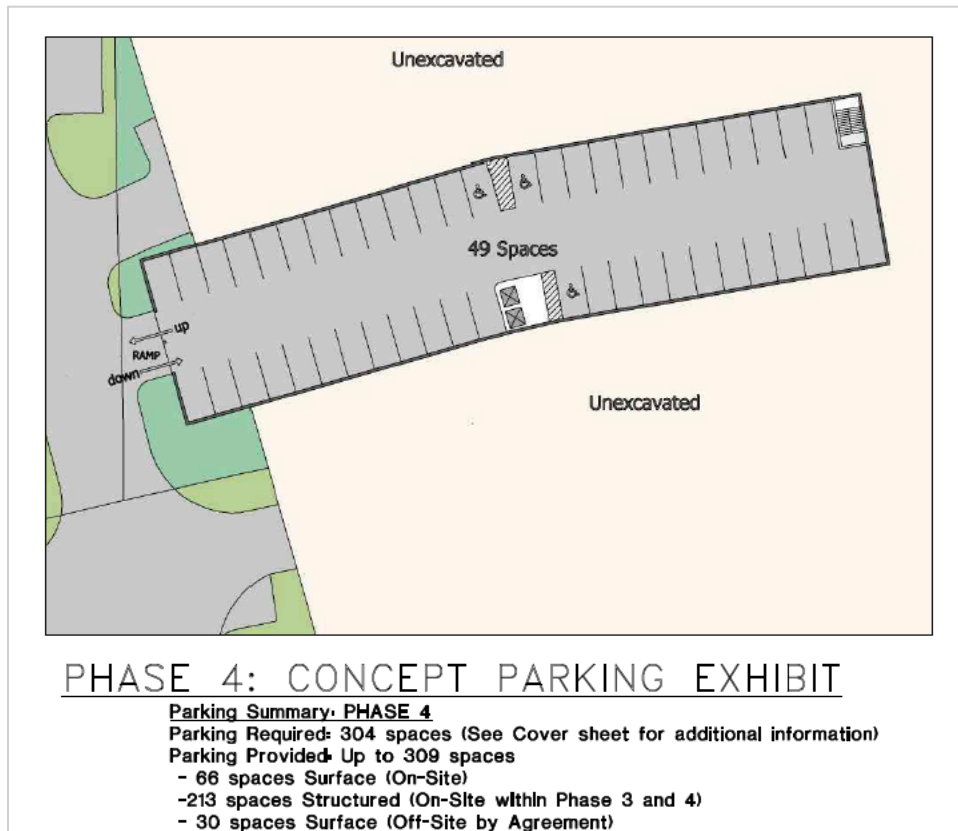 Unexcavated
49 Spaces
up
RAMP
down
Unexcavated
PHASE 4: CONCEPT PARKING EXHIBIT
Parking Summary: PHASE 4
Parking Required: 304 spaces (See Cover sheet for additional information)
Parking Provided: Up to 309 spaces
- 66 spaces Surface (On-Site)
-213 spaces Structured (On-Site within Phase 3 and 4)
- 30 spaces Surface (Off-Site by Agreement)